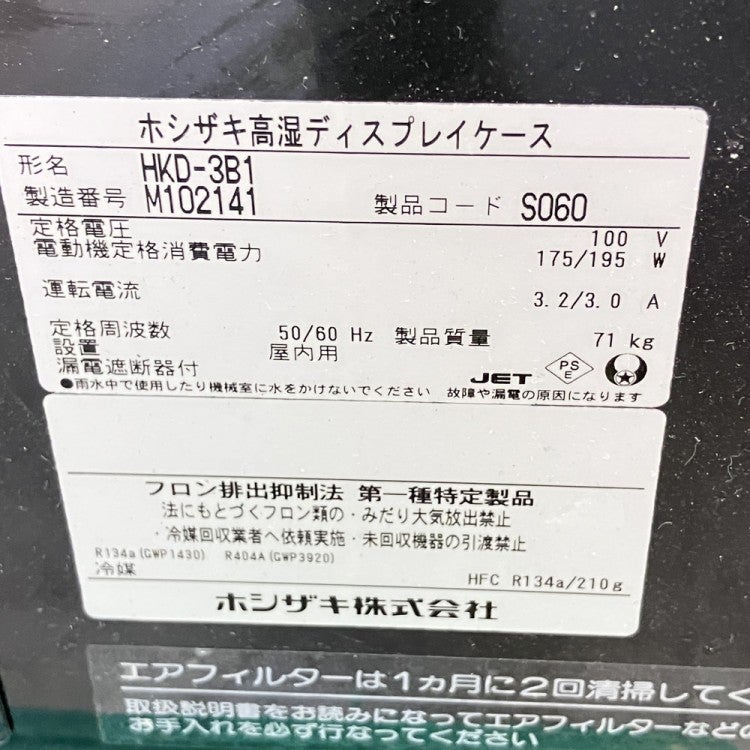 ホシザキ高湿ディスプレイケース
形名 HKD-3B1
製造番号 M102141 製品コード S060
定格電圧 100 V
電動機定格消費電力 175/195 W
運転電流 3.2/3.0 A
定格周波数 50/60 Hz 製品質量 71 kg
設置 屋内用
漏電遮断器付 JET PSE
●雨水中で使用したり機械室に水をかけないでください 故障や漏電の原因になります
フロン排出抑制法 第一種特定製品
法にもとづくフロン類の・みだり大気放出禁止
・冷媒回収業者へ依頼実施・未回収機器の引渡禁止
R134a(GWP1430) R404A(GWP3920)
冷媒 HFC R134a/210g
ホシザキ株式会社
エアフィルターは1ヵ月に2回清掃してく
取扱説明書をお読みになってエアフィルターなどの
お手入れを必ず行なってください